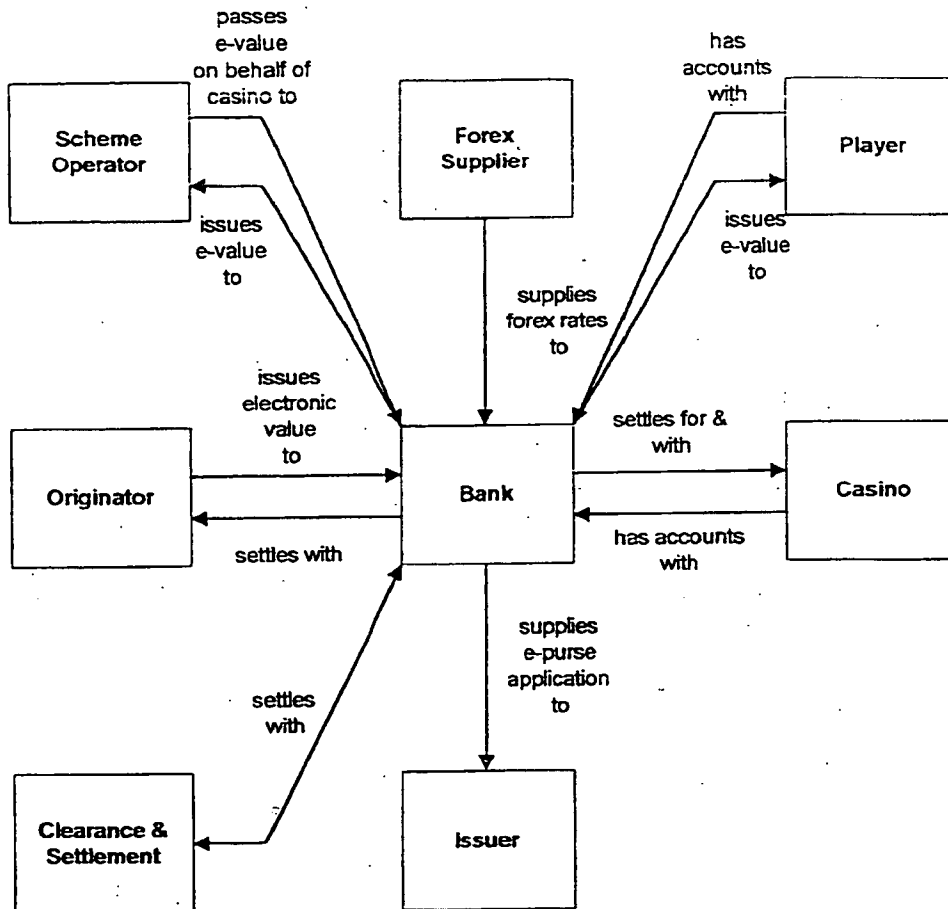 passes
e-value
on behalf of
casino to
has
accounts
with
Scheme
Operator
Forex
Supplier
Player
issues
e-value
to
issues
e-value
to
supplies
forex rates
to
issues
electronic
value
to
settles for &
with
Originator
Bank
Casino
settles with
has accounts
with
supplies
e-purse
application
to
settles
with
Clearance &
Settlement
Issuer